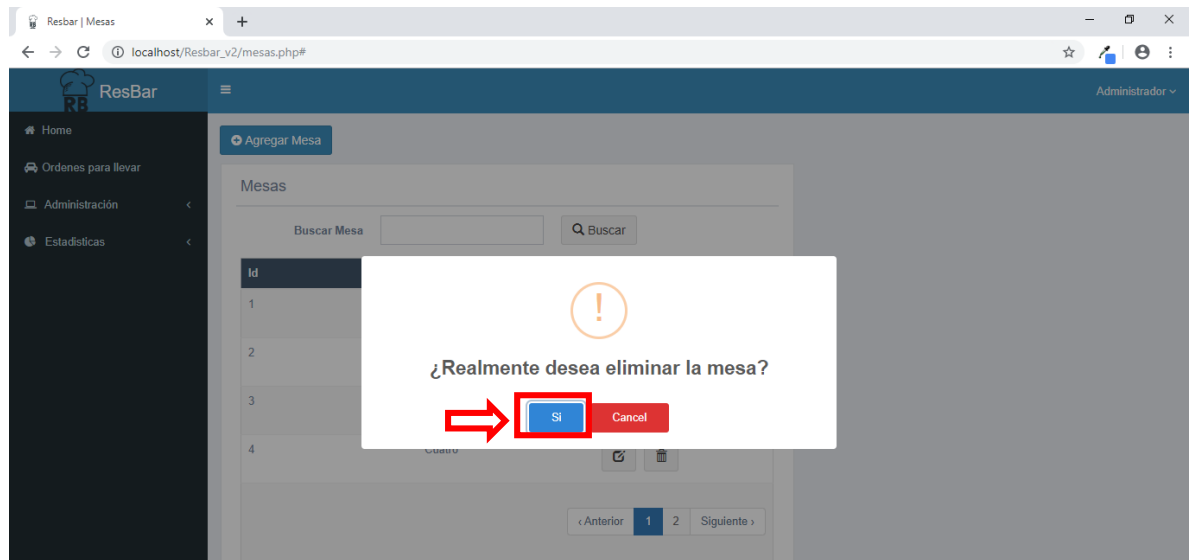 Resbar | Mesas
localhost/Resbar_v2/mesas.php#
RB
ResBar
Administrador
Home
Agregar Mesa
Ordenes para llevar
Mesas
Administración
Buscar Mesa
Buscar
Estadisticas
Id
1
2
¿Realmente desea eliminar la mesa?
3
Si
Cancel
4
Cuatro
‹ Anterior
1
2
Siguiente ›